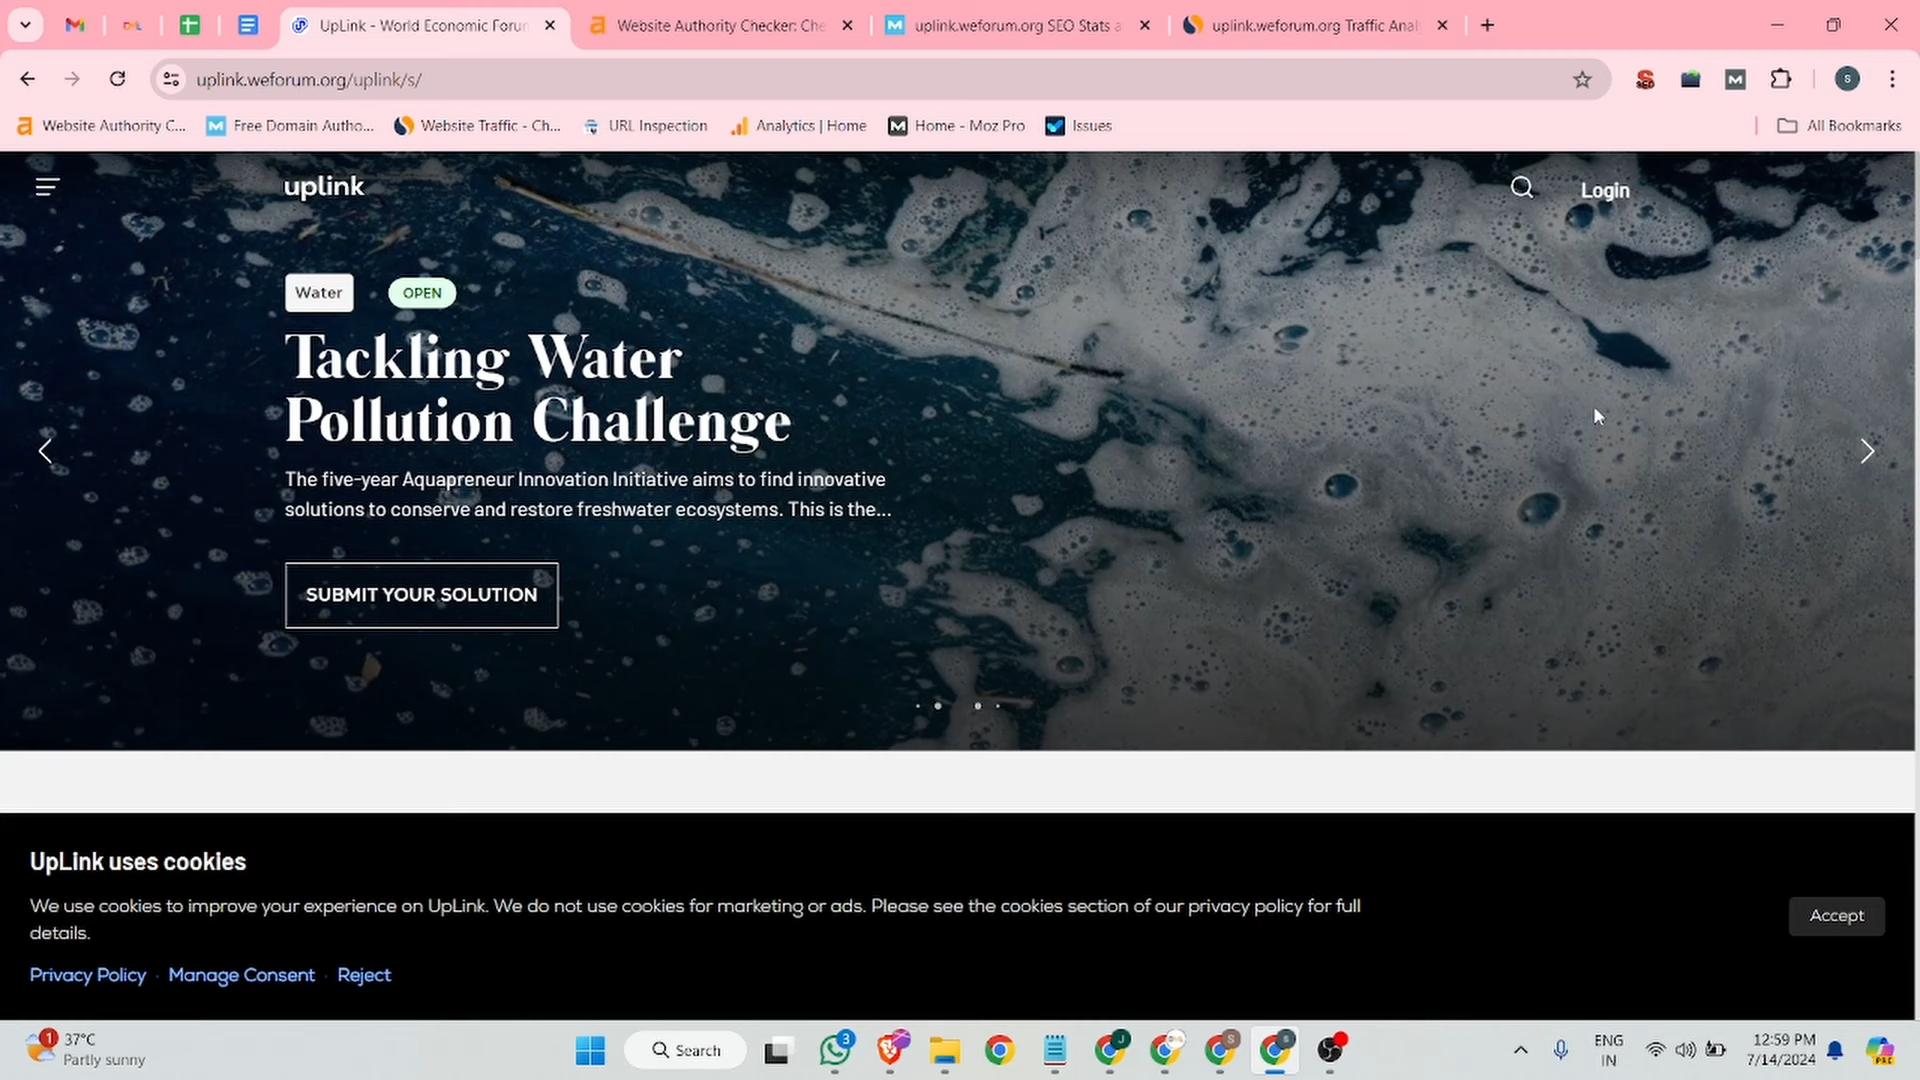 UpLink - World Economic Forun
Website Authority Checker: Che
uplink.weforum.org SEO Stats a
uplink.weforum.org Traffic Anal
uplink.weforum.org/uplink/s/
Website Authority C...
Free Domain Autho...
Website Traffic - Ch...
URL Inspection
Analytics | Home
Home - Moz Pro
Issues
All Bookmarks
uplink
Login
Water
OPEN
Tackling Water
Pollution Challenge
The five-year Aquapreneur Innovation Initiative aims to find innovative
solutions to conserve and restore freshwater ecosystems. This is the...
SUBMIT YOUR SOLUTION
UpLink uses cookies
We use cookies to improve your experience on UpLink. We do not use cookies for marketing or ads. Please see the cookies section of our privacy policy for full
details.
Accept
Privacy Policy · Manage Consent · Reject
1
37°C
Partly sunny
Search
3
ENG
IN
12:59 PM
7/14/2024